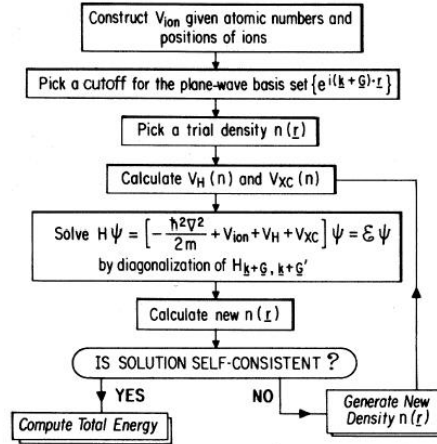 Construct V_ion given atomic numbers and
positions of ions
Pick a cutoff for the plane-wave basis set {e^i(k+G)·r}
Pick a trial density n(r)
Calculate V_H(n) and V_XC(n)
Solve Hψ = [-ℏ²∇²/2m + V_ion + V_H + V_XC] ψ = ℰψ
by diagonalization of H_k+G, k+G'
Calculate new n(r)
IS SOLUTION SELF-CONSISTENT ?
YES
NO
Compute Total Energy
Generate New
Density n(r)